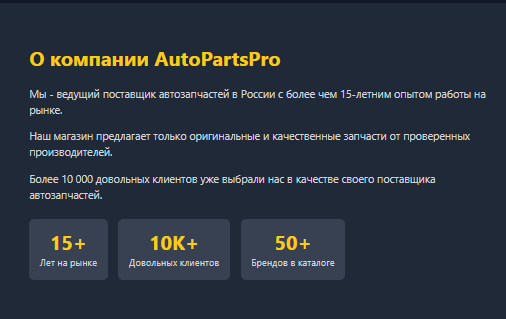 О компании AutoPartsPro
Мы - ведущий поставщик автозапчастей в России с более чем 15-летним опытом работы на
рынке.
Наш магазин предлагает только оригинальные и качественные запчасти от проверенных
производителей.
Более 10 000 довольных клиентов уже выбрали нас в качестве своего поставщика
автозапчастей.
15+ 10K+ 50+
Лет на рынке Довольных клиентов Брендов в каталоге